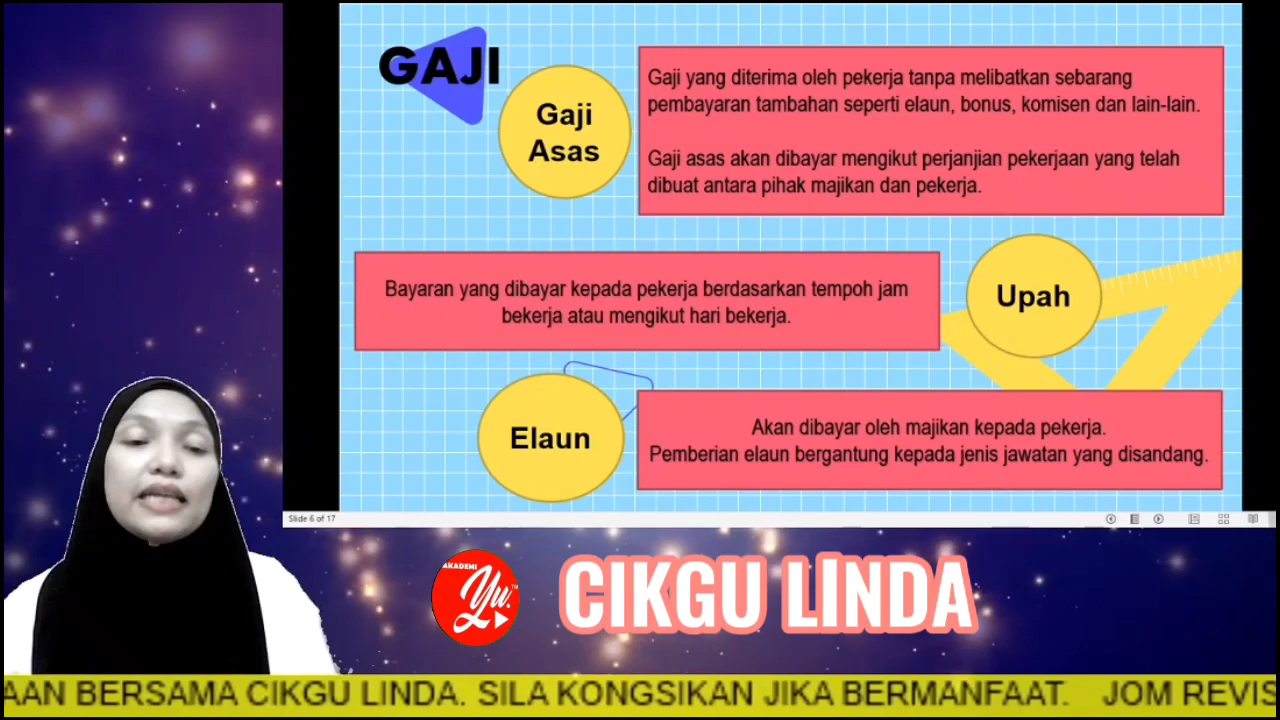 GAJI
Gaji
Asas
Gaji yang diterima oleh pekerja tanpa melibatkan sebarang
pembayaran tambahan seperti elaun, bonus, komisen dan lain-lain.
Gaji asas akan dibayar mengikut perjanjian pekerjaan yang telah
dibuat antara pihak majikan dan pekerja.
Bayaran yang dibayar kepada pekerja berdasarkan tempoh jam
bekerja atau mengikut hari bekerja.
Upah
Elaun
Akan dibayar oleh majikan kepada pekerja.
Pemberian elaun bergantung kepada jenis jawatan yang disandang.
Slide 6 of 17
AKADEMI
Yu.
TM
CIKGU LINDA
AAN BERSAMA CIKGU LINDA. SILA KONGSIKAN JIKA BERMANFAAT. JOM REVIS